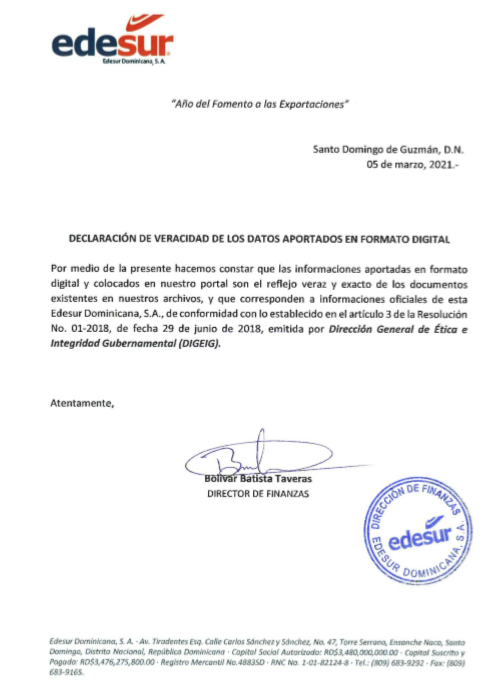 edesur
Edesur Dominicana, S.A.
"Año del Fomento a las Exportaciones"
Santo Domingo de Guzmán, D.N.
05 de marzo, 2021.-
DECLARACIÓN DE VERACIDAD DE LOS DATOS APORTADOS EN FORMATO DIGITAL
Por medio de la presente hacemos constar que las informaciones aportadas en formato
digital y colocados en nuestro portal son el reflejo veraz y exacto de los documentos
existentes en nuestros archivos, y que corresponden a informaciones oficiales de esta
Edesur Dominicana, S.A., de conformidad con lo establecido en el artículo 3 de la Resolución
No. 01-2018, de fecha 29 de junio de 2018, emitida por Dirección General de Ética e
Integridad Gubernamental (DIGEIG).
Atentamente,
Bolívar Batista Taveras
DIRECTOR DE FINANZAS
DIRECCIÓN DE FINANZAS
edesur
EDESUR DOMINICANA, S.A.
Edesur Dominicana, S. A. - Av. Tiradentes Esq. Calle Carlos Sánchez y Sánchez, No. 47, Torre Serrano, Ensanche Naco, Santo
Domingo, Distrito Nacional, República Dominicana · Capital Social Autorizado: RD$3,480,000,000.00 · Capital Suscrito y
Pagado: RD$3,476,275,800.00 · Registro Mercantil No.4883SD · RNC No. 1-01-82124-8 · Tel.: (809) 683-9292 · Fax: (809)
683-9165.